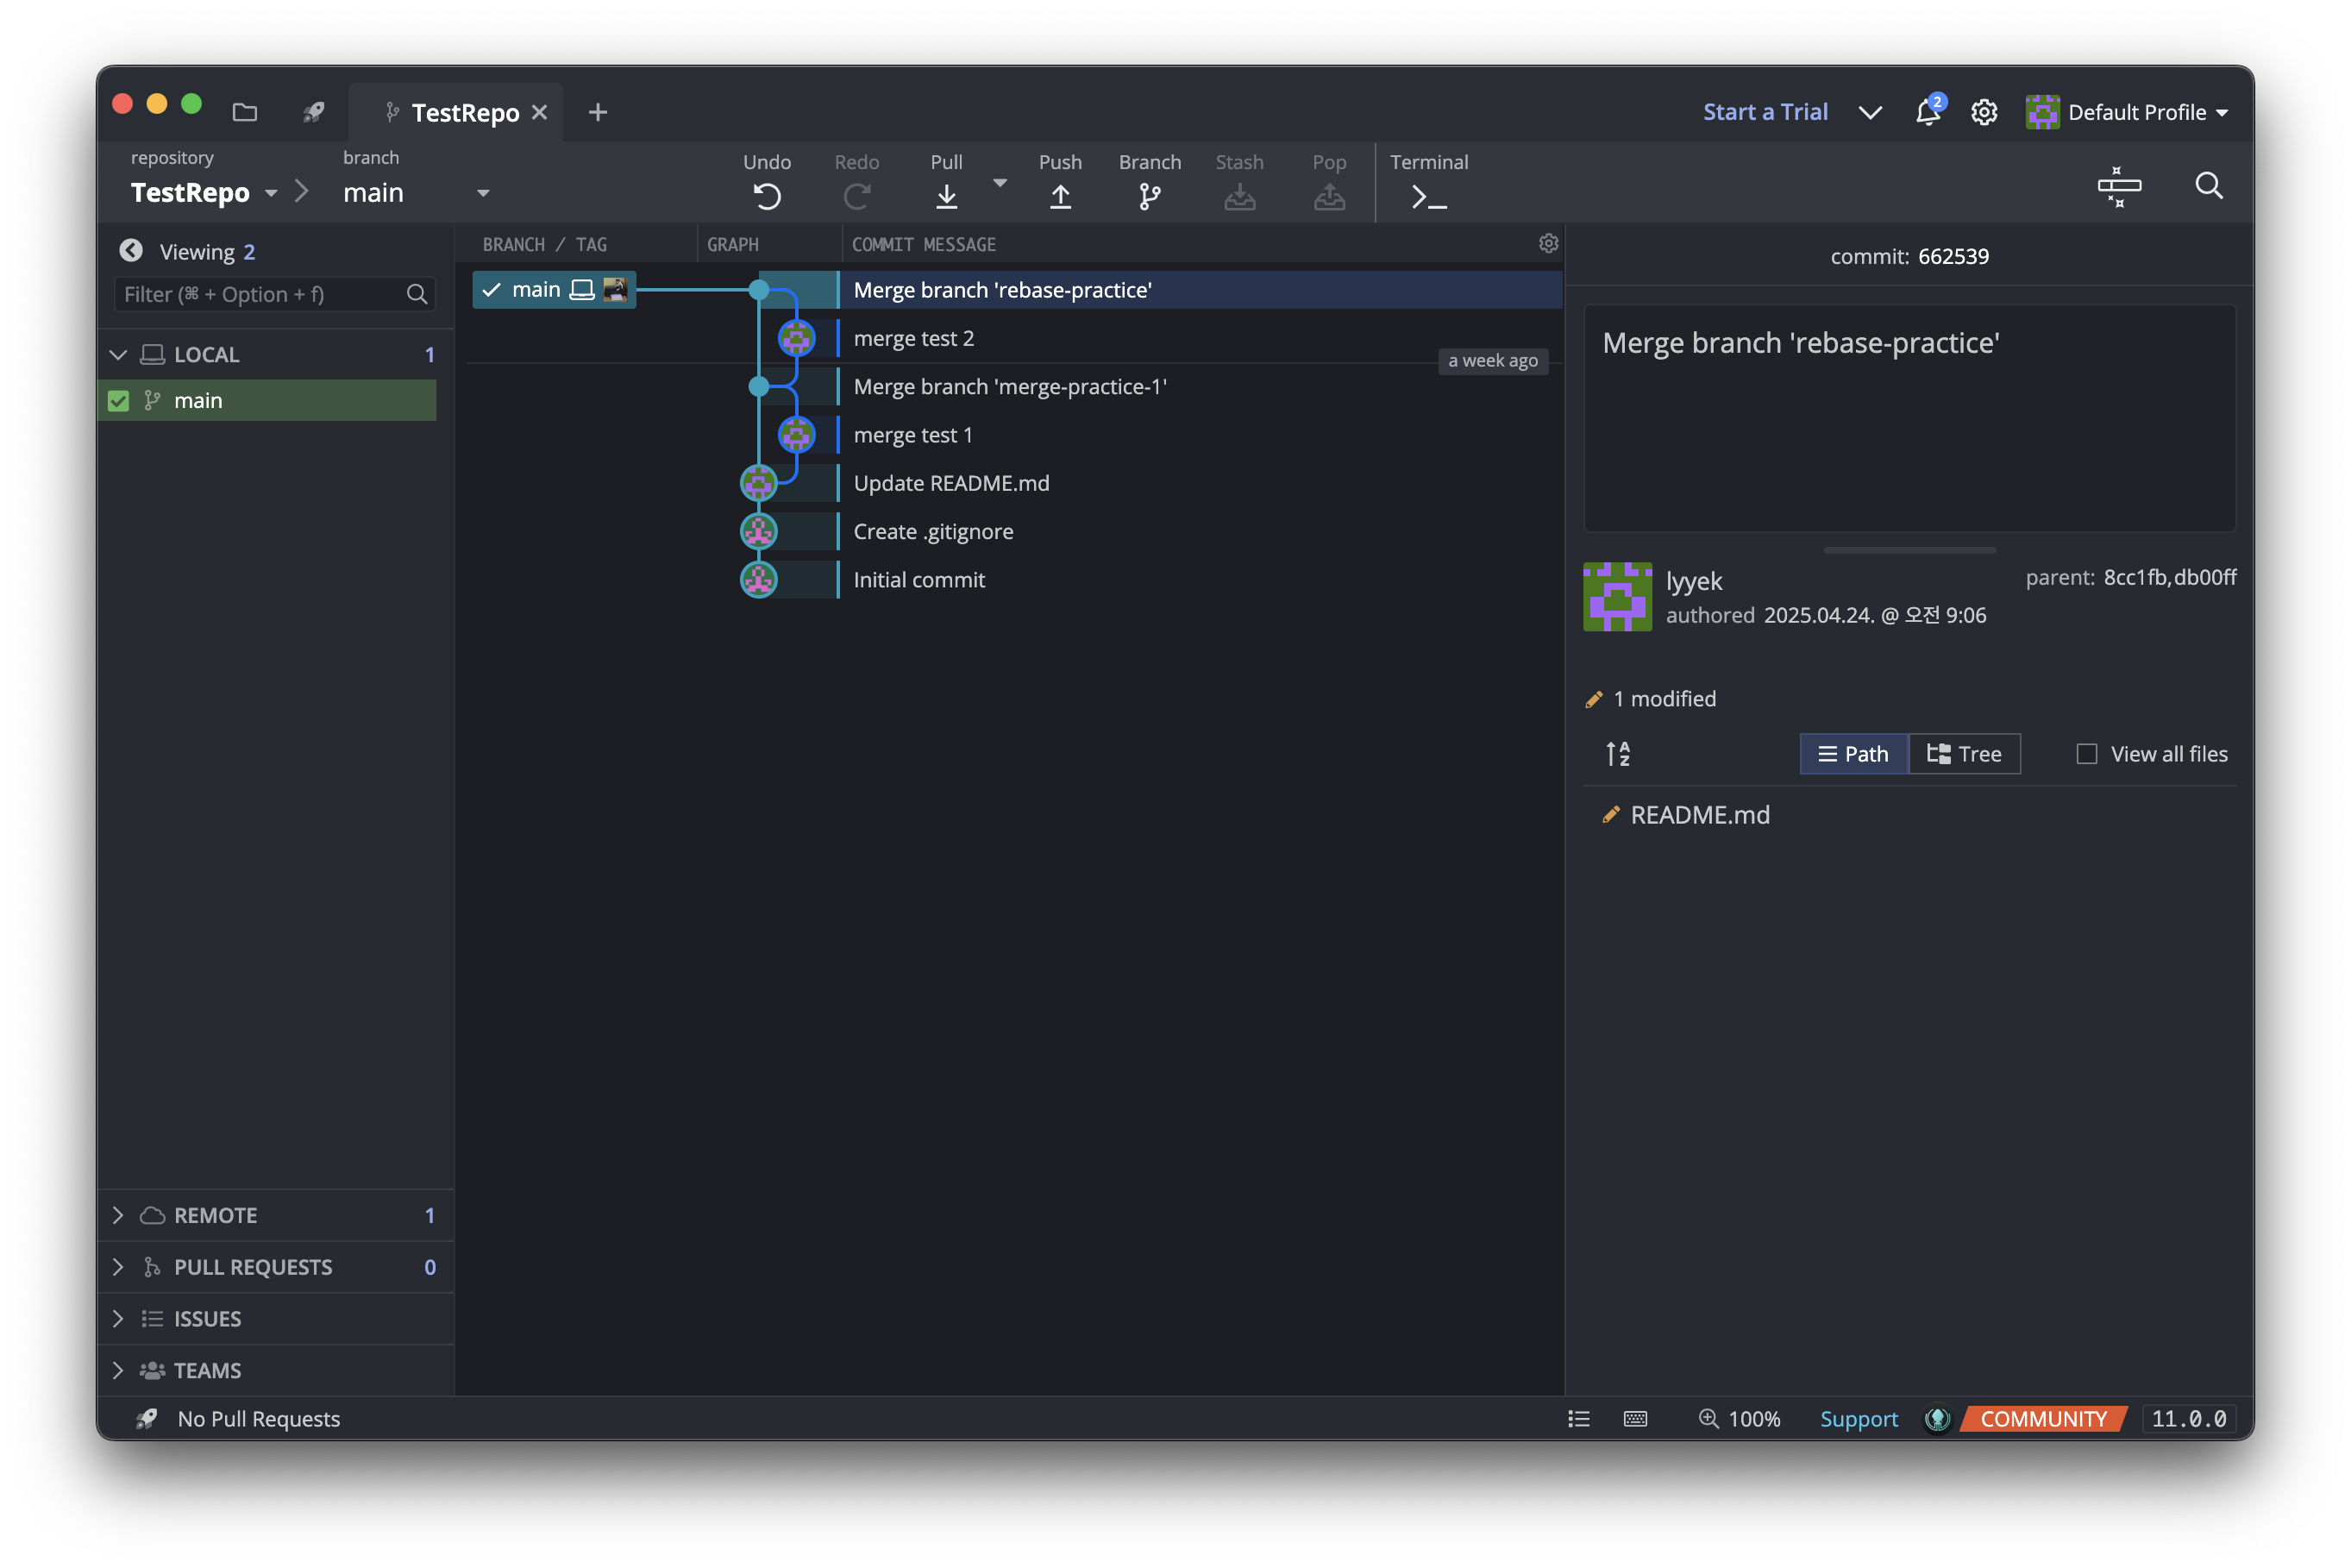 TestRepo
Start a Trial
2
Default Profile
repository
TestRepo
branch
main
Undo
Redo
Pull
Push
Branch
Stash
Pop
Terminal
Viewing 2
Filter (⌘ + Option + f)
LOCAL 1
main
REMOTE 1
PULL REQUESTS 0
ISSUES
TEAMS
BRANCH / TAG
GRAPH
COMMIT MESSAGE
main
Merge branch 'rebase-practice'
merge test 2
a week ago
Merge branch 'merge-practice-1'
merge test 1
Update README.md
Create .gitignore
Initial commit
commit: 662539
Merge branch 'rebase-practice'
lyyek
authored 2025.04.24. @ 오전 9:06
parent: 8cc1fb,db00ff
1 modified
Path
Tree
View all files
README.md
No Pull Requests
100%
Support
COMMUNITY
11.0.0